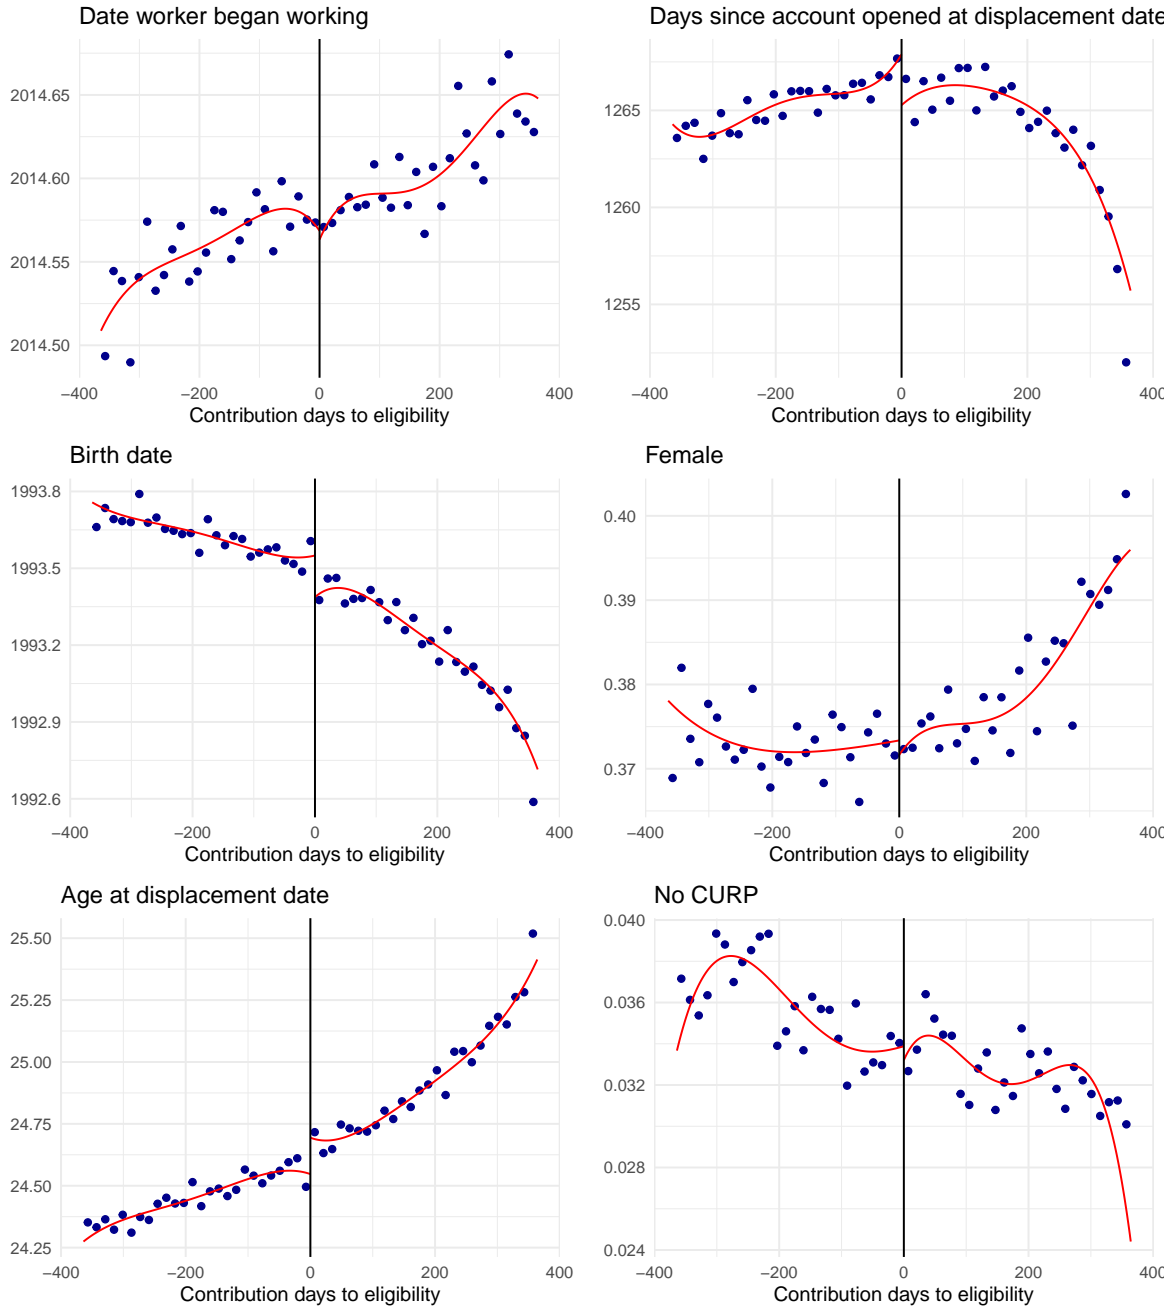 Date worker began working
2014.65
2014.60
2014.55
2014.50
−400 −200 0 200 400
Contribution days to eligibility
Days since account opened at displacement date
1265
1260
1255
−400 −200 0 200 400
Contribution days to eligibility
Birth date
1993.8
1993.5
1993.2
1992.9
1992.6
−400 −200 0 200 400
Contribution days to eligibility
Female
0.40
0.39
0.38
0.37
−400 −200 0 200 400
Contribution days to eligibility
Age at displacement date
25.50
25.25
25.00
24.75
24.50
24.25
−400 −200 0 200 400
Contribution days to eligibility
No CURP
0.040
0.036
0.032
0.028
0.024
−400 −200 0 200 400
Contribution days to eligibility